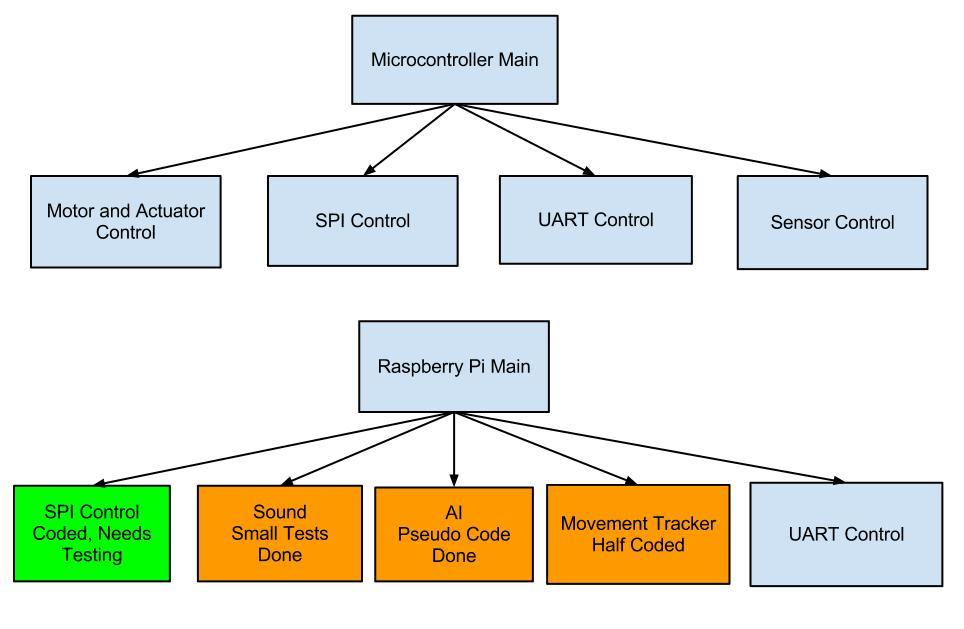 Microcontroller Main
Motor and Actuator
Control
SPI Control
UART Control
Sensor Control
Raspberry Pi Main
SPI Control
Coded, Needs
Testing
Sound
Small Tests
Done
AI
Pseudo Code
Done
Movement Tracker
Half Coded
UART Control